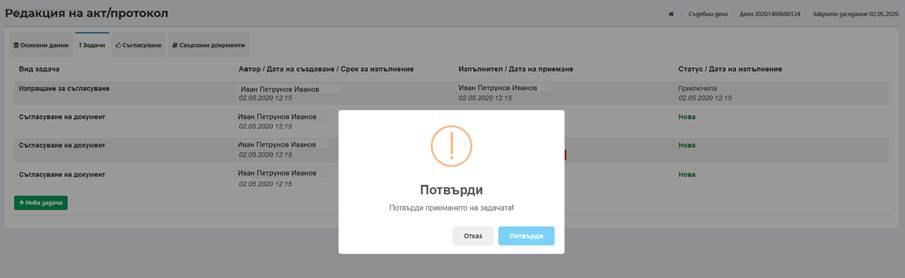 Редакция на акт/протокол
Съдебни дела
Дело 20201400600124
Закрито заседание 02.05.2020
Основни данни
! Задачи
Съгласуване
Свързани документи
Вид задача Автор / Дата на създаване / Срок за изпълнение Изпълнител / Дата на приемане Статус / Дата на изпълнение
Изпращане за съгласуване Иван Петрунов Иванов Иван Петрунов Иванов Приключила
02.05.2020 12:15 02.05.2020 12:15 02.05.2020 12:15
Съгласуване на документ Иван Петрунов Иванов Нова
02.05.2020 12:15
Съгласуване на документ Иван Петрунов Иванов Нова
02.05.2020 12:15
Съгласуване на документ Иван Петрунов Иванов Нова
02.05.2020 12:15
+ Нова задача
Потвърди
Потвърди приемането на задачата!
Отказ
Потвърди